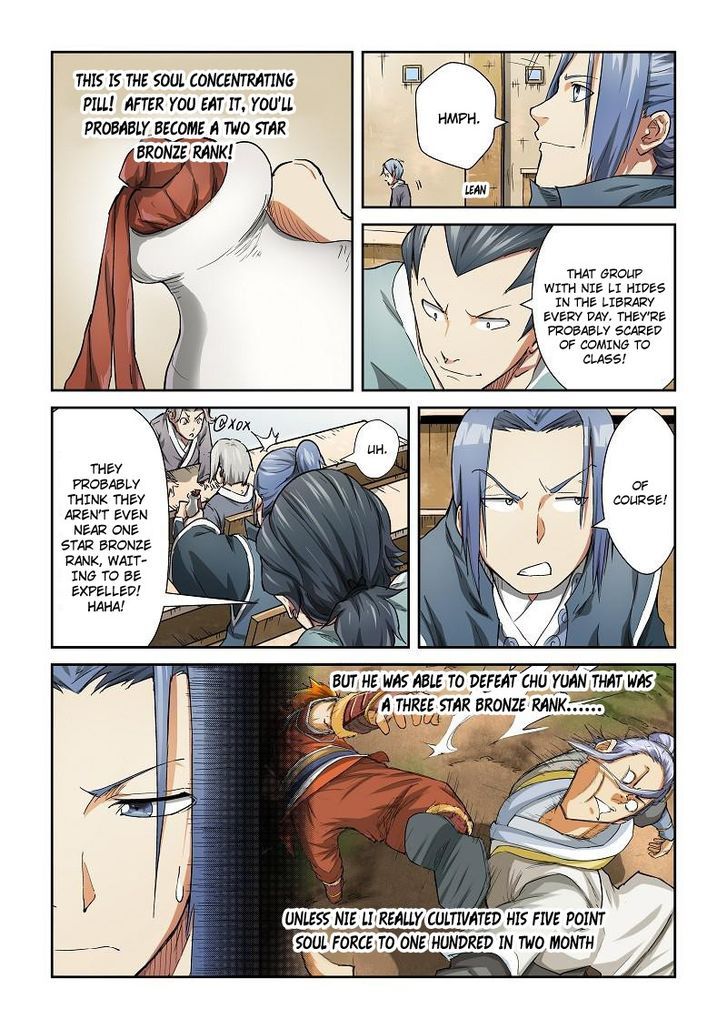 THIS IS THE SOUL CONCENTRATING
PILL! AFTER YOU EAT IT, YOU'LL
PROBABLY BECOME A TWO STAR
BRONZE RANK!
HMPH.
LEAN
THAT GROUP
WITH NIE LI HIDES
IN THE LIBRARY
EVERY DAY. THEY'RE
PROBABLY SCARED
OF COMING TO
CLASS!
@XOX
UH.
THEY
PROBABLY
THINK THEY
AREN'T EVEN
NEAR ONE
STAR BRONZE
RANK, WAIT-
ING TO BE
EXPELLED!
HAHA!
OF
COURSE!
BUT HE WAS ABLE TO DEFEAT CHU YUAN THAT WAS
A THREE STAR BRONZE RANK......
UNLESS NIE LI REALLY CULTIVATED HIS FIVE POINT
SOUL FORCE TO ONE HUNDRED IN TWO MONTH